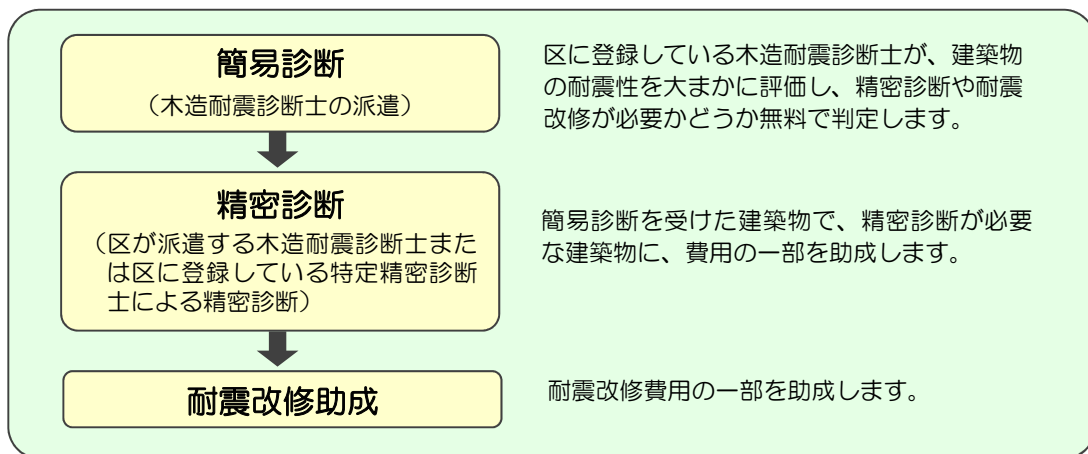 簡易診断
（木造耐震診断士の派遣）
区に登録している木造耐震診断士が、建築物
の耐震性を大まかに評価し、精密診断や耐震
改修が必要かどうか無料で判定します。
精密診断
（区が派遣する木造耐震診断士また
は区に登録している特定精密診断
士による精密診断）
簡易診断を受けた建築物で、精密診断が必要
な建築物に、費用の一部を助成します。
耐震改修助成
耐震改修費用の一部を助成します。